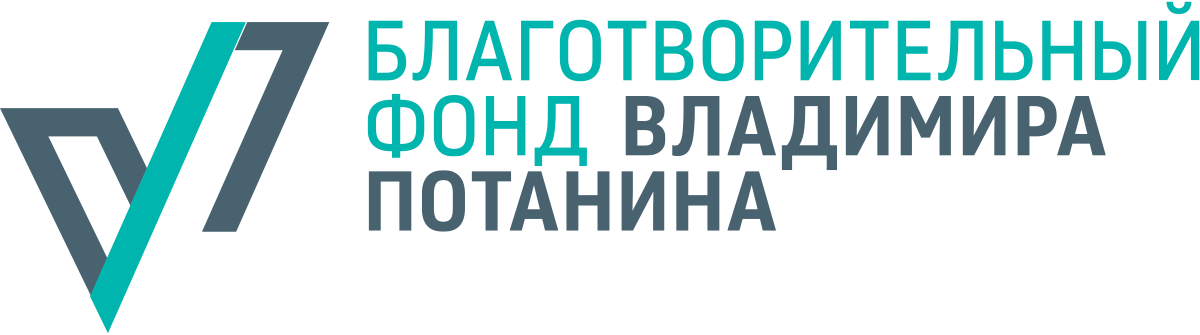 БЛАГОТВОРИТЕЛЬНЫЙ
ФОНД ВЛАДИМИРА
ПОТАНИНА